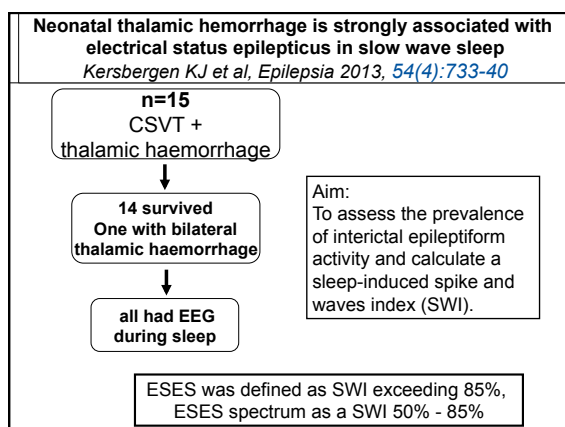 Neonatal thalamic hemorrhage is strongly associated with
electrical status epilepticus in slow wave sleep
Kersbergen KJ et al, Epilepsia 2013, 54(4):733-40
n=15
CSVT +
thalamic haemorrhage
14 survived
One with bilateral
thalamic haemorrhage
all had EEG
during sleep
Aim:
To assess the prevalence
of interictal epileptiform
activity and calculate a
sleep-induced spike and
waves index (SWI).
ESES was defined as SWI exceeding 85%,
ESES spectrum as a SWI 50% - 85%